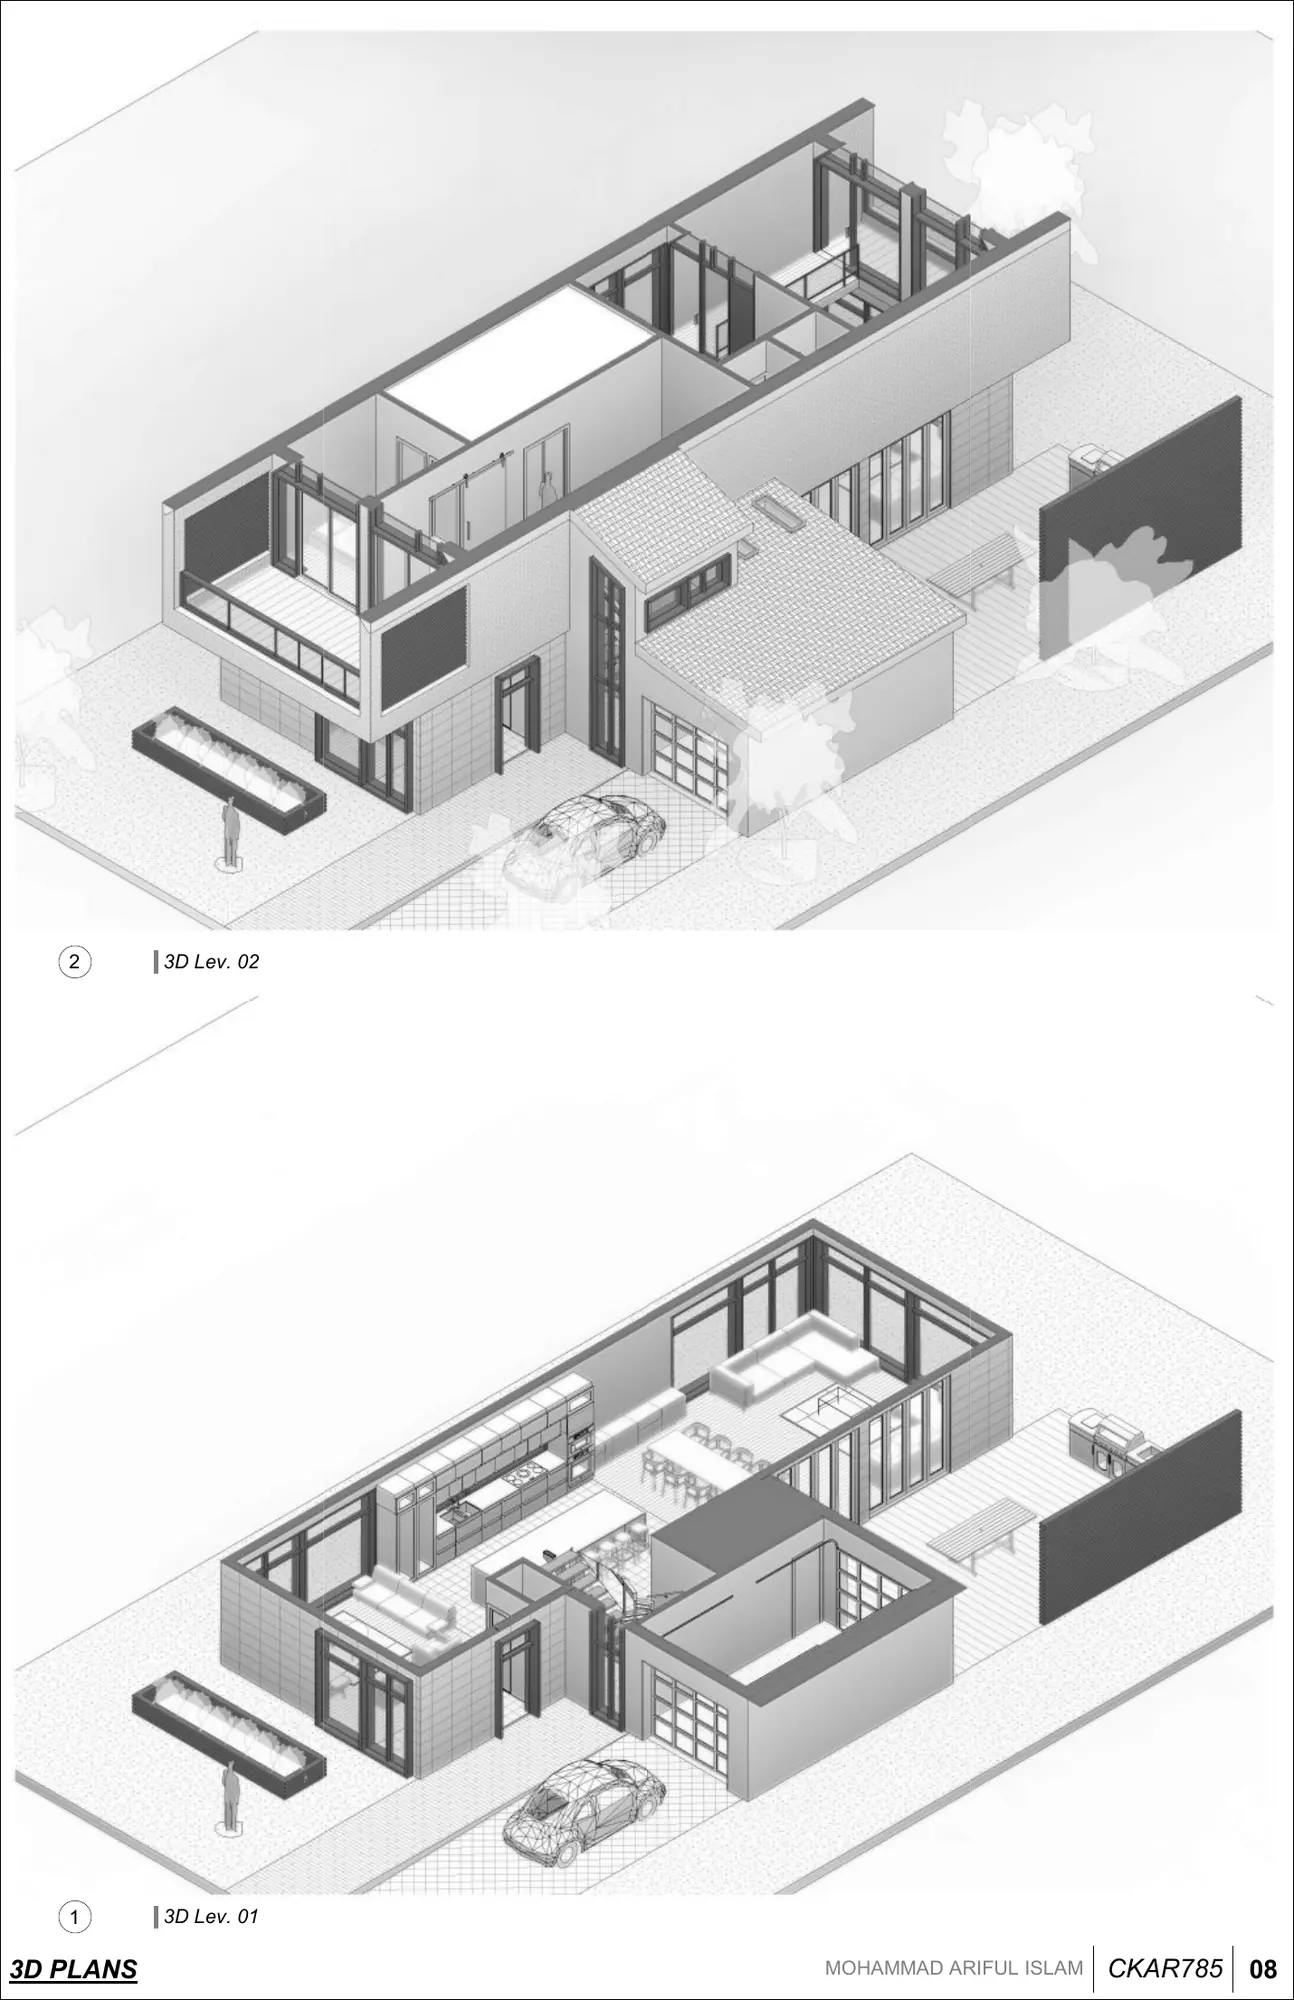 2
3D Lev. 02
1
3D Lev. 01
3D PLANS
MOHAMMAD ARIFUL ISLAM
CKAR785
08